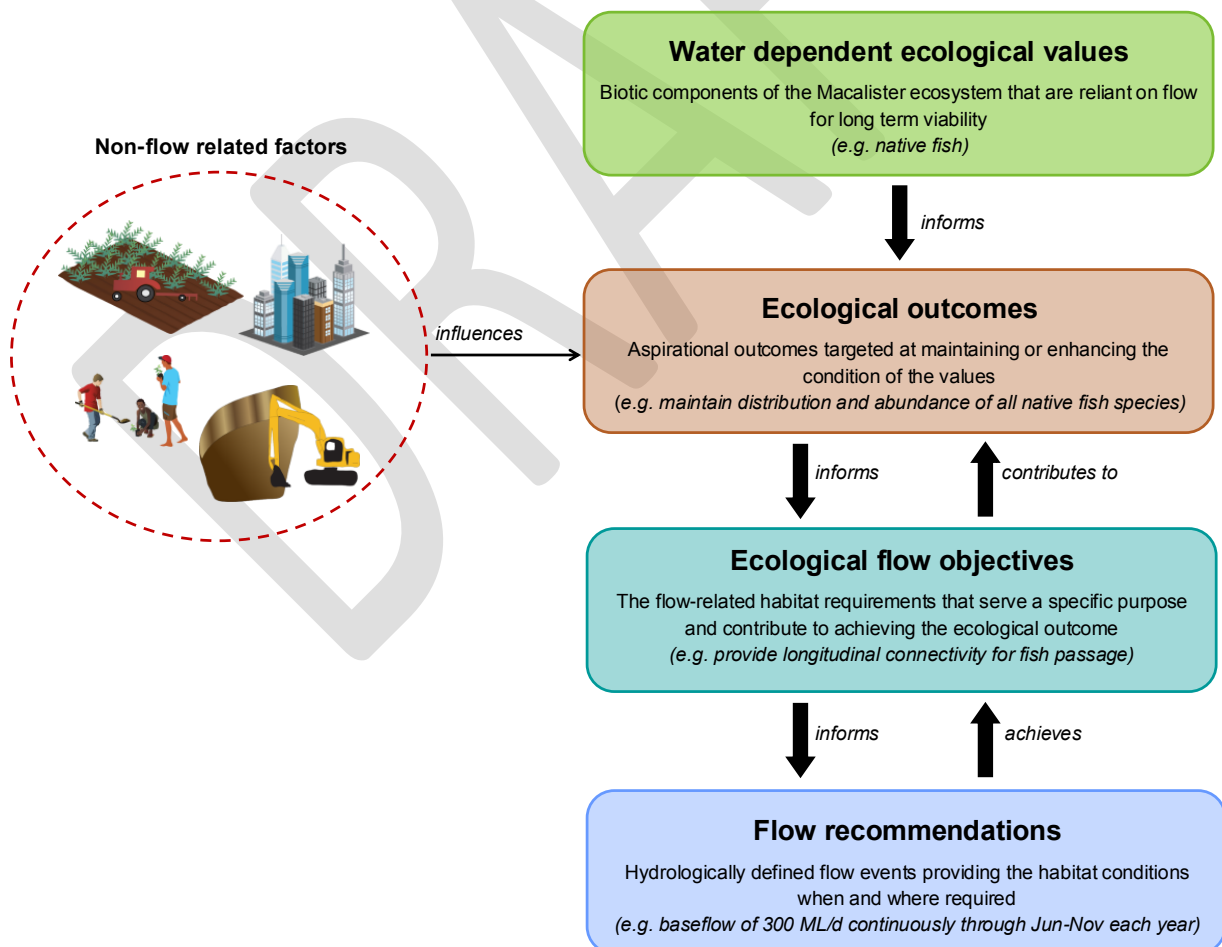 Water dependent ecological values
Biotic components of the Macalister ecosystem that are reliant on flow
for long term viability
(e.g. native fish)
Non-flow related factors
informs
influences
Ecological outcomes
Aspirational outcomes targeted at maintaining or enhancing the
condition of the values
(e.g. maintain distribution and abundance of all native fish species)
informs
contributes to
Ecological flow objectives
The flow-related habitat requirements that serve a specific purpose
and contribute to achieving the ecological outcome
(e.g. provide longitudinal connectivity for fish passage)
informs
achieves
Flow recommendations
Hydrologically defined flow events providing the habitat conditions
when and where required
(e.g. baseflow of 300 ML/d continuously through Jun-Nov each year)
DRA